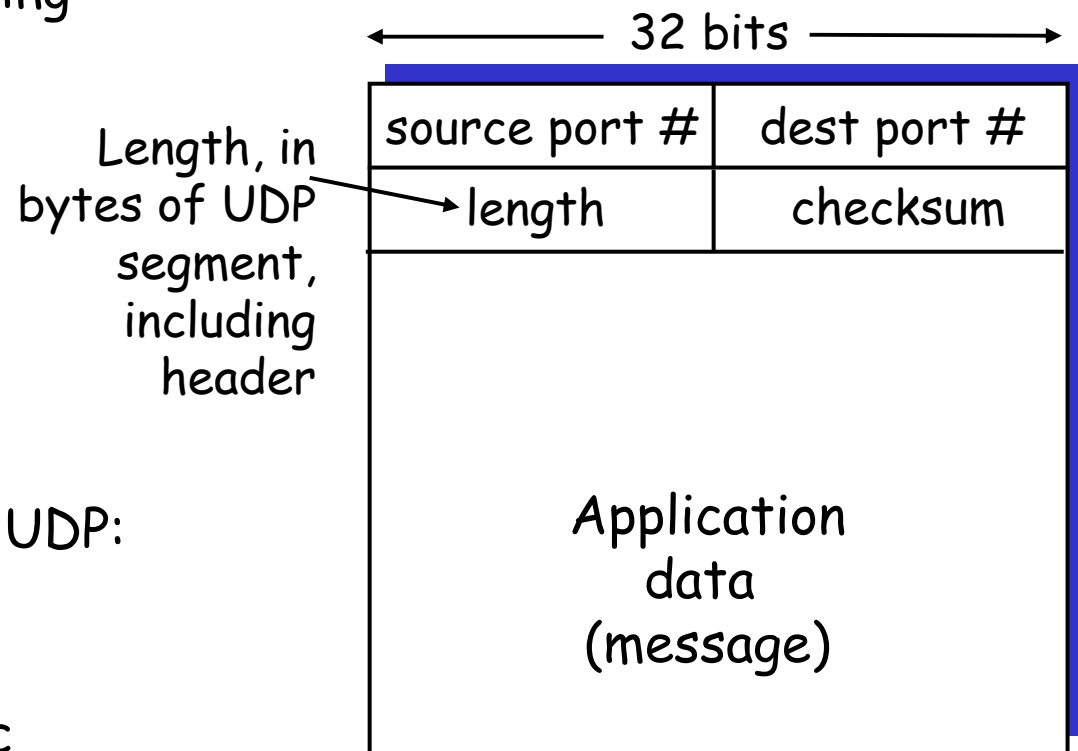 32 bits
source port # dest port #
Length, in
bytes of UDP
segment,
including
header
length checksum
UDP:
Application
data
(message)